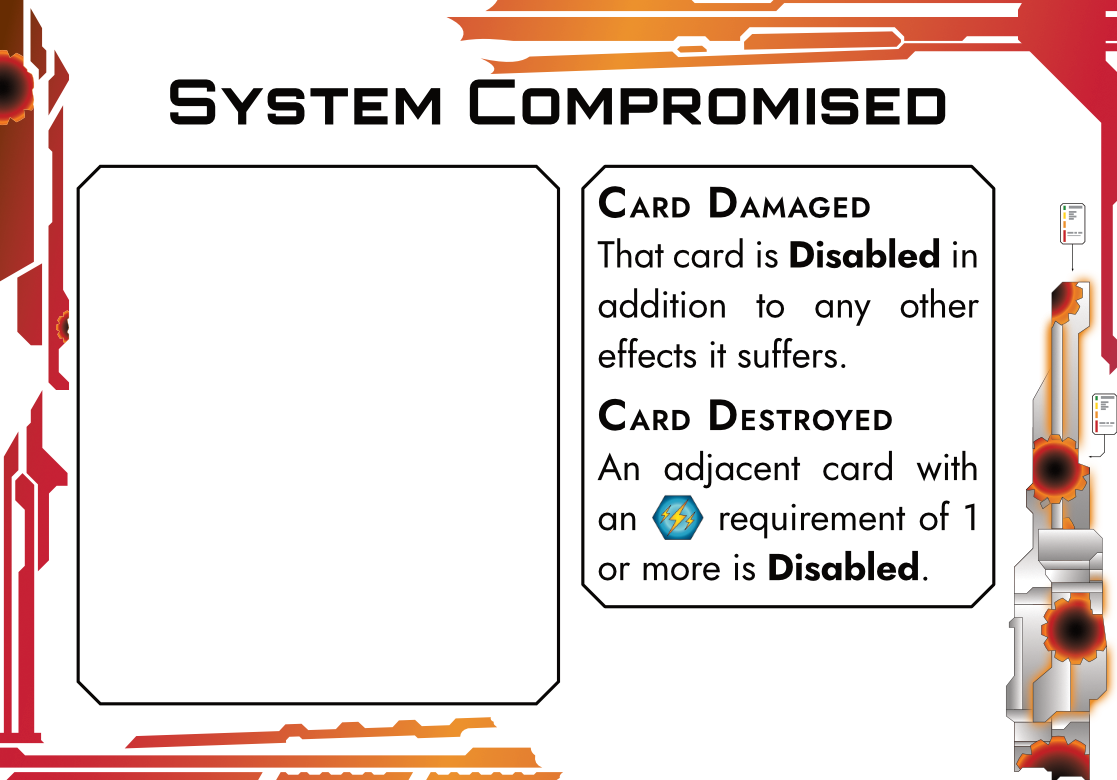 System Compromised
Card Damaged
That card is Disabled in
addition to any other
effects it suffers.
Card Destroyed
An adjacent card with
an requirement of 1
or more is Disabled.